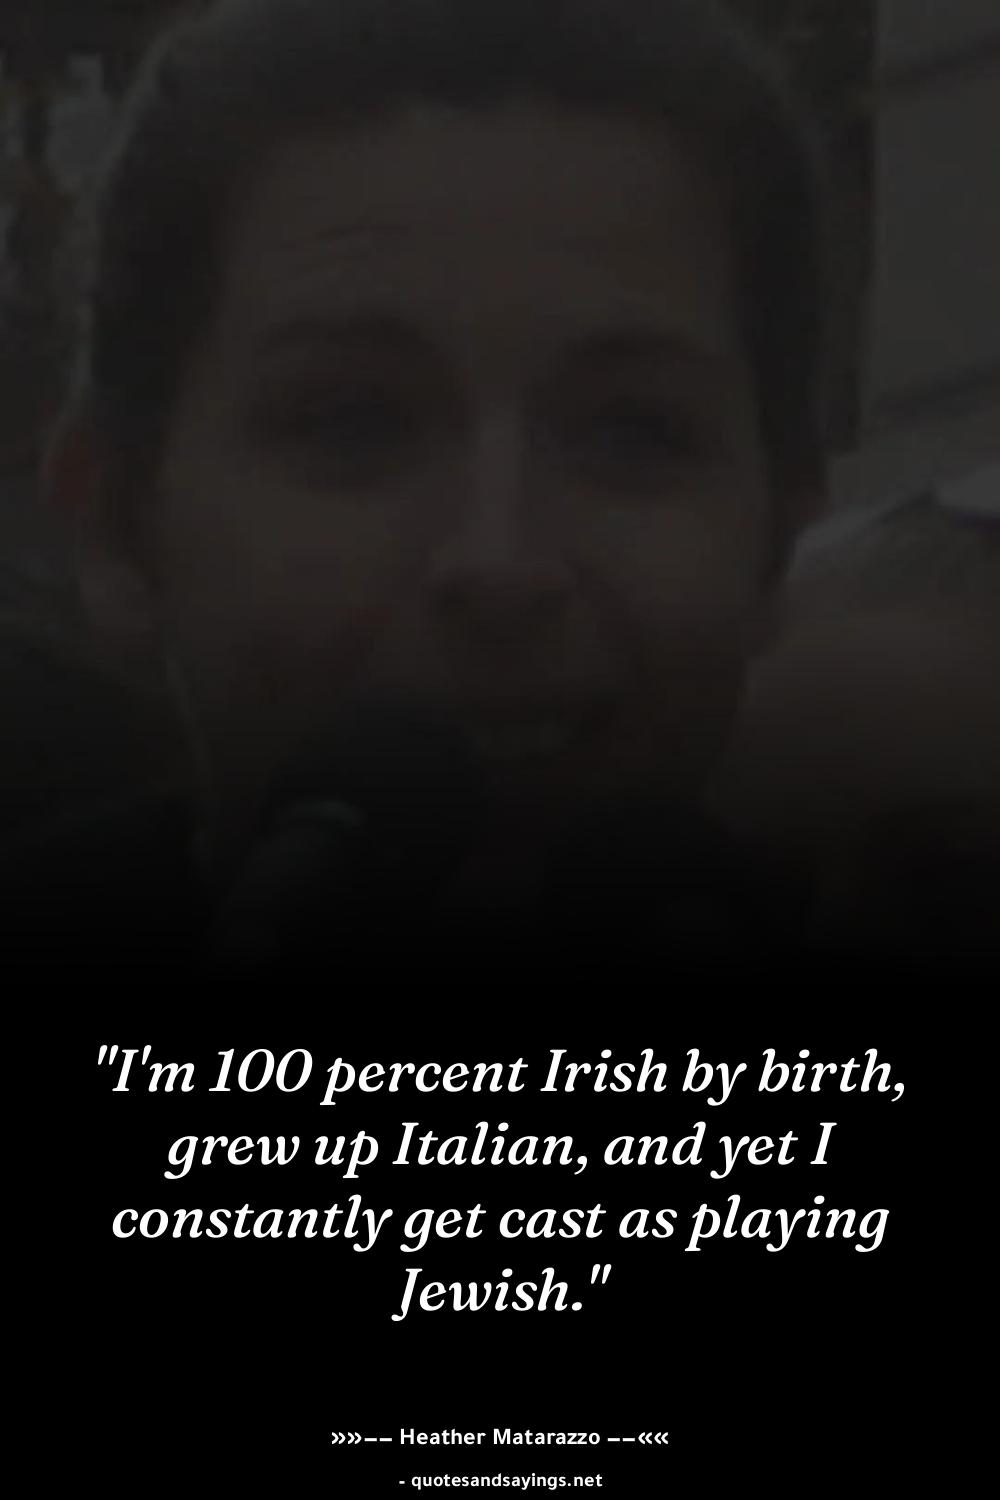 "I'm 100 percent Irish by birth,
grew up Italian, and yet I
constantly get cast as playing
Jewish."
»»–– Heather Matarazzo ––««
- quotesandsayings.net